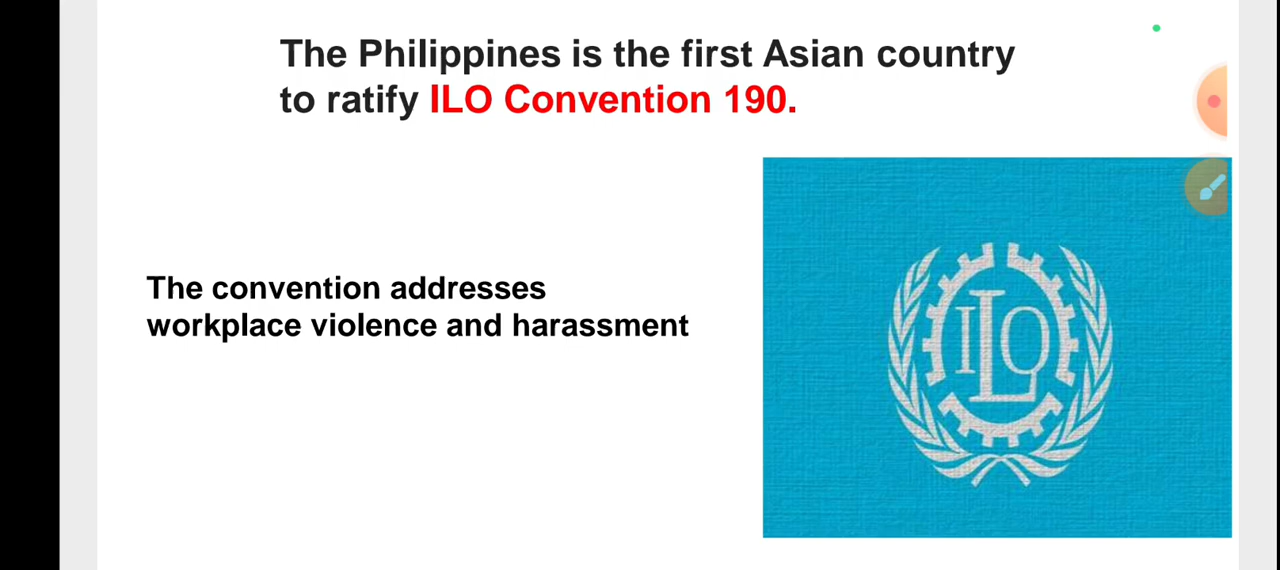 The Philippines is the first Asian country
to ratify ILO Convention 190.
The convention addresses
workplace violence and harassment
ILO